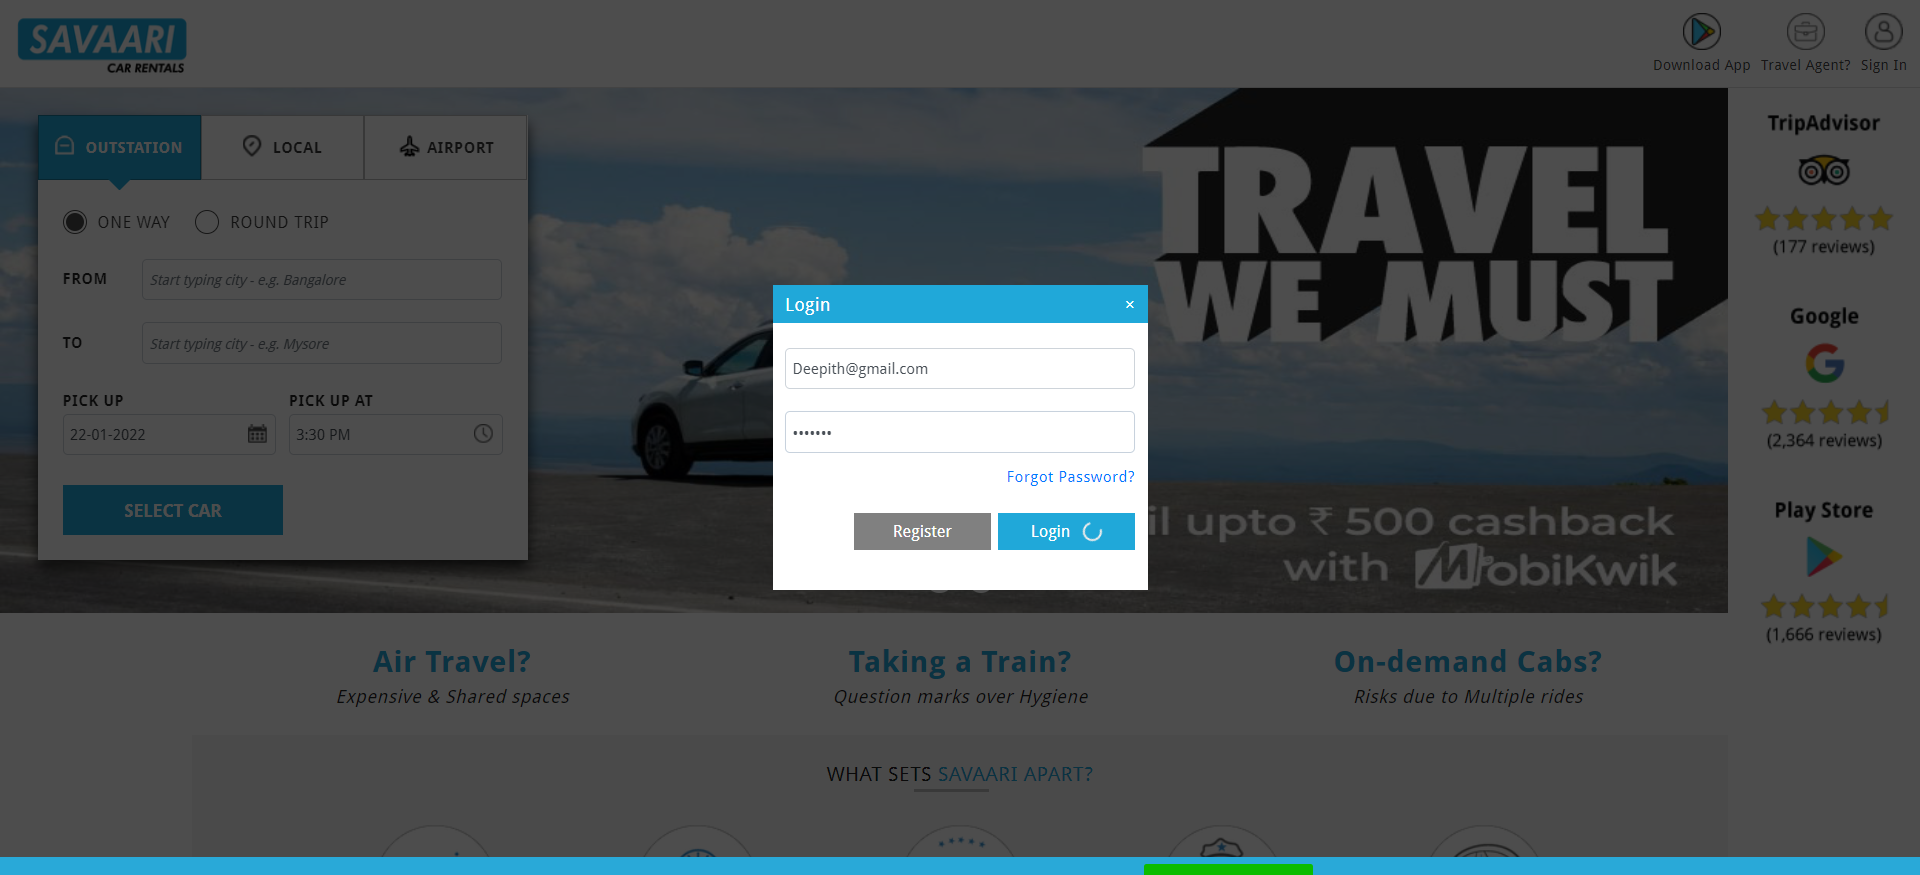 SAVAARI
CAR RENTALS
Download App
Travel Agent?
Sign In
OUTSTATION
LOCAL
AIRPORT
ONE WAY
ROUND TRIP
FROM
Start typing city - e.g. Bangalore
TO
Start typing city - e.g. Mysore
PICK UP
PICK UP AT
22-01-2022
3:30 PM
SELECT CAR
TRAVEL
WE MUST
upto ₹ 500 cashback
with MobiKwik
Login
×
Deepith@gmail.com
•••••••
Forgot Password?
Register
Login
TripAdvisor
(177 reviews)
Google
(2,364 reviews)
Play Store
(1,666 reviews)
Air Travel?
Expensive & Shared spaces
Taking a Train?
Question marks over Hygiene
On-demand Cabs?
Risks due to Multiple rides
WHAT SETS SAVAARI APART?